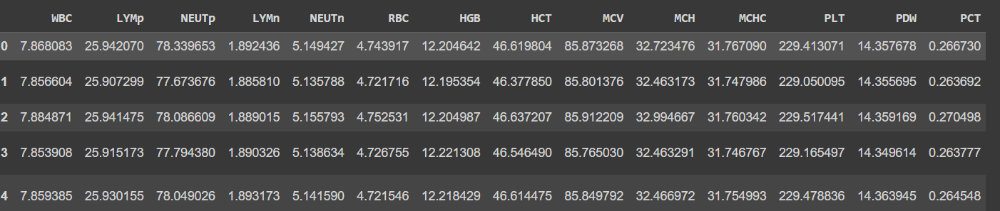 WBC LYMp NEUTp LYMn NEUTn RBC HGB HCT MCV MCH MCHC PLT PDW PCT
0 7.868083 25.942070 78.339653 1.892436 5.149427 4.743917 12.204642 46.619804 85.873268 32.723476 31.767090 229.413071 14.357678 0.266730
1 7.856604 25.907299 77.673676 1.885810 5.135788 4.721716 12.195354 46.377850 85.801376 32.463173 31.747986 229.050095 14.355695 0.263692
2 7.884871 25.941475 78.086609 1.889015 5.155793 4.752531 12.204987 46.637207 85.912209 32.994667 31.760342 229.517441 14.359169 0.270498
3 7.853908 25.915173 77.794380 1.890326 5.138634 4.726755 12.221308 46.546490 85.765030 32.463291 31.746767 229.165497 14.349614 0.263777
4 7.859385 25.930155 78.049026 1.893173 5.141590 4.721546 12.218429 46.614475 85.849792 32.466972 31.754993 229.478836 14.363945 0.264548